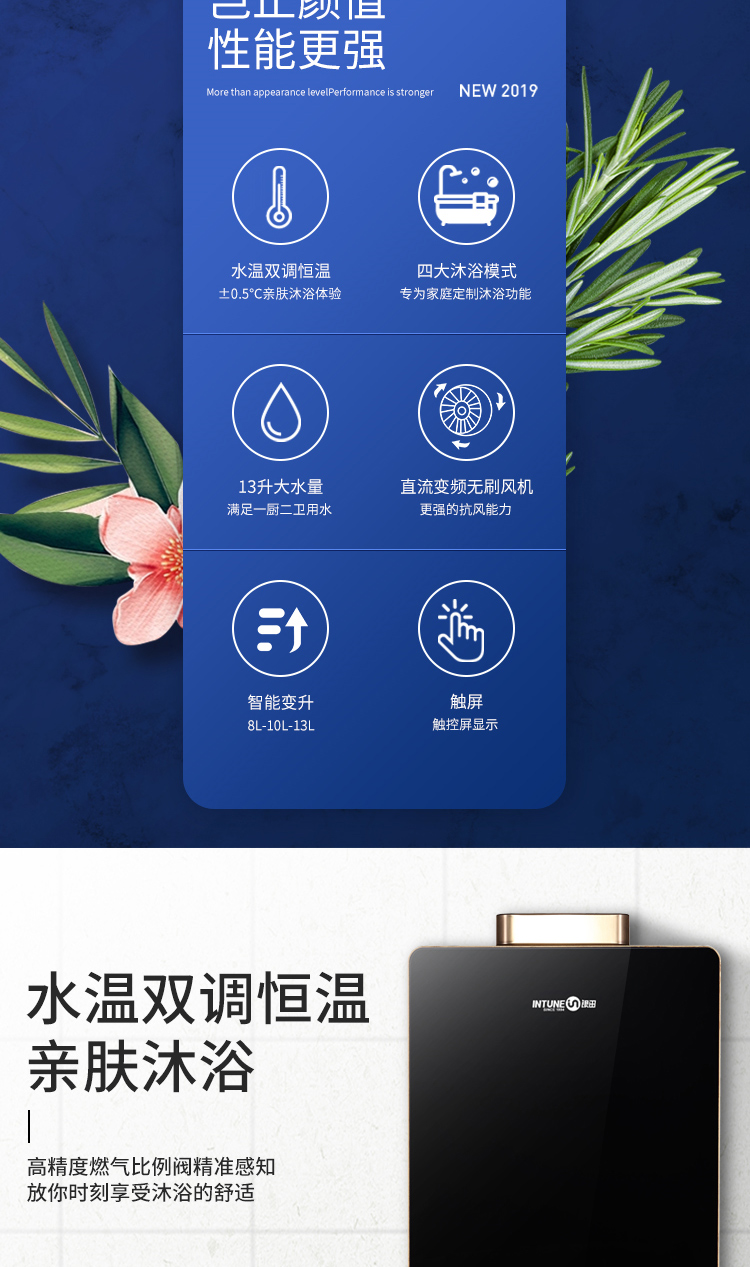 岂止颜值
性能更强
More than appearance levelPerformance is stronger
NEW 2019
水温双调恒温
±0.5℃亲肤沐浴体验
四大沐浴模式
专为家庭定制沐浴功能
13升大水量
满足一厨二卫用水
直流变频无刷风机
更强的抗风能力
智能变升
8L-10L-13L
触屏
触控屏显示
INTUNE
SINCE 1994
水温双调恒温
亲肤沐浴
高精度燃气比例阀精准感知
放你时刻享受沐浴的舒适